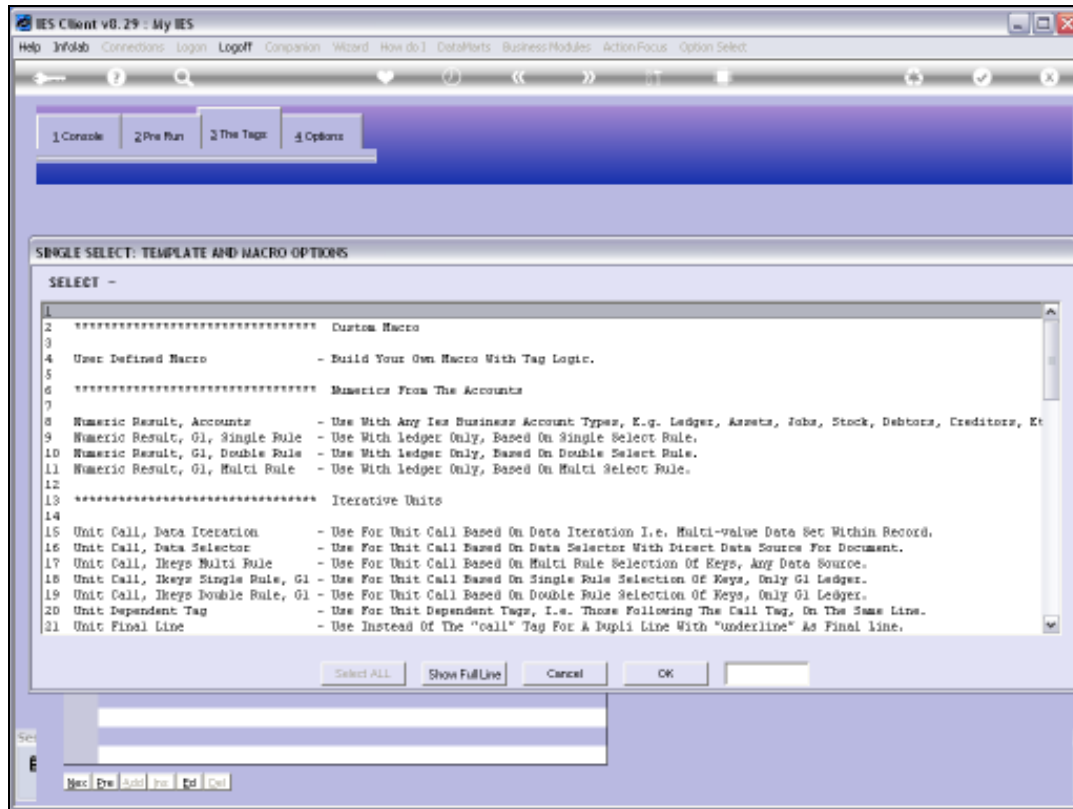 IES Client v8.29 : My IES
Help Infolab Connections Logon Logoff Companion Wizard How do I DataMarts Business Modules Action Focus Option Select
1 Console 2 Pre Run 3 The Tags 4 Options
SINGLE SELECT: TEMPLATE AND MACRO OPTIONS
SELECT -
1
2 ********************************* Custom Macro
3
4 User Defined Macro - Build Your Own Macro With Tag Logic.
5
6 ********************************* Numerics From The Accounts
7
8 Numeric Result, Accounts - Use With Any Ies Business Account Types, E.g. Ledger, Assets, Jobs, Stock, Debtors, Creditors, Et
9 Numeric Result, Gl, Single Rule - Use With Ledger Only, Based On Single Select Rule.
10 Numeric Result, Gl, Double Rule - Use With Ledger Only, Based On Double Select Rule.
11 Numeric Result, Gl, Multi Rule - Use With Ledger Only, Based On Multi Select Rule.
12
13 ********************************* Iterative Units
14
15 Unit Call, Data Iteration - Use For Unit Call Based On Data Iteration I.e. Multi-value Data Set Within Record.
16 Unit Call, Data Selector - Use For Unit Call Based On Data Selector With Direct Data Source For Document.
17 Unit Call, Ikeys Multi Rule - Use For Unit Call Based On Multi Rule Selection Of Keys, Any Data Source.
18 Unit Call, Ikeys Single Rule, Gl - Use For Unit Call Based On Single Rule Selection Of Keys, Only Gl Ledger.
19 Unit Call, Ikeys Double Rule, Gl - Use For Unit Call Based On Double Rule Selection Of Keys, Only Gl Ledger.
20 Unit Dependent Tag - Use For Unit Dependent Tags, I.e. Those Following The Call Tag, On The Same Line.
21 Unit Final Line - Use Instead Of The "call" Tag For A Dupli Line With "underline" As Final Line.
Select ALL Show Full Line Cancel OK
Nex Pre Add Ins Ed Del